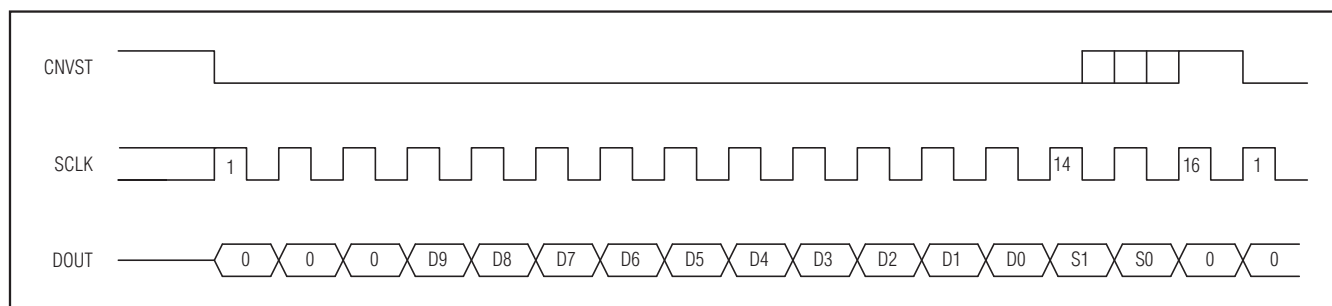 CNVST
SCLK 1 14 16 1
DOUT 0 0 0 D9 D8 D7 D6 D5 D4 D3 D2 D1 D0 S1 S0 0 0